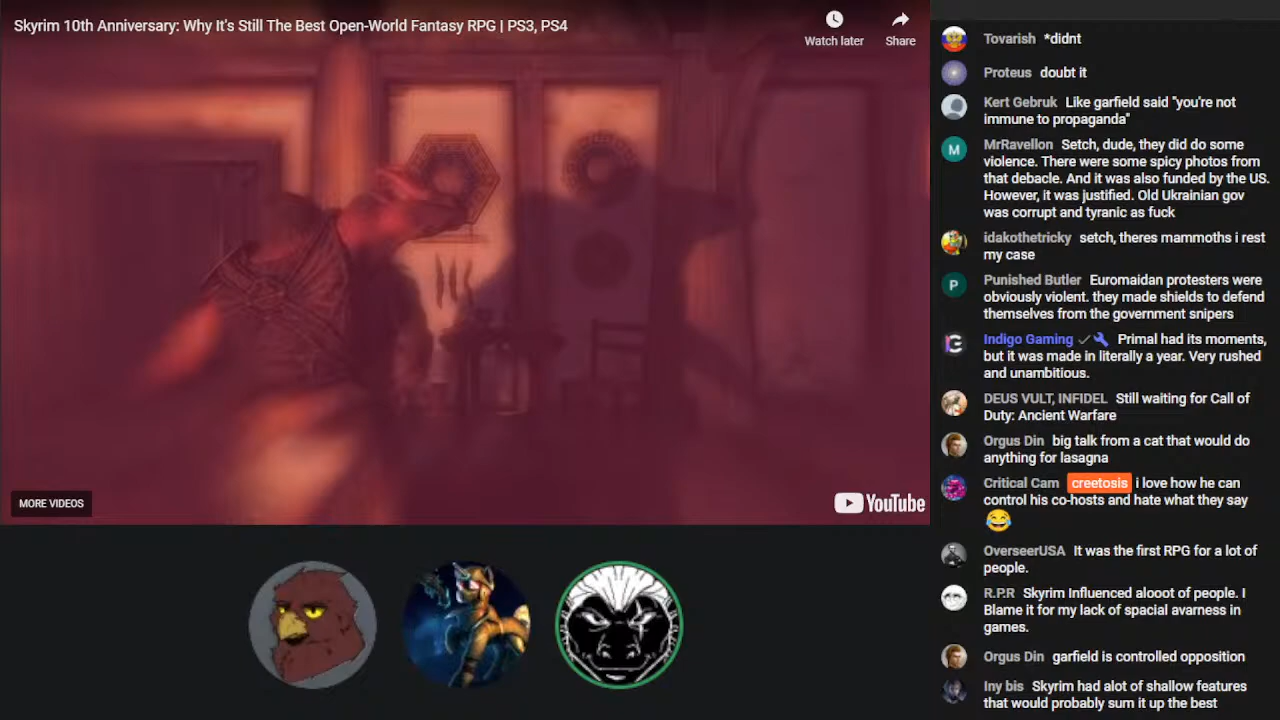 Skyrim 10th Anniversary: Why It's Still The Best Open-World Fantasy RPG | PS3, PS4
Watch later
Share
MORE VIDEOS
YouTube
Tovarish *didnt
Proteus doubt it
Kert Gebruk Like garfield said "you're not
immune to propaganda"
M
MrRavellon Setch, dude, they did do some
violence. There were some spicy photos from
that debacle. And it was also funded by the US.
However, it was justified. Old Ukrainian gov
was corrupt and tyranic as fuck
idakothetricky setch, theres mammoths i rest
my case
P
Punished Butler Euromaidan protesters were
obviously violent. they made shields to defend
themselves from the government snipers
Indigo Gaming Primal had its moments,
but it was made in literally a year. Very rushed
and unambitious.
DEUS VULT, INFIDEL Still waiting for Call of
Duty: Ancient Warfare
Orgus Din big talk from a cat that would do
anything for lasagna
Critical Cam creetosis i love how he can
control his co-hosts and hate what they say
OverseerUSA It was the first RPG for a lot of
people.
R.P.R Skyrim Influenced alooot of people. I
Blame it for my lack of spacial avarness in
games.
Orgus Din garfield is controlled opposition
Iny bis Skyrim had alot of shallow features
that would probably sum it up the best